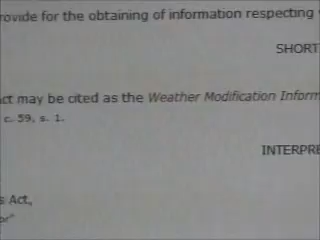 rovide for the obtaining of information respecting
SHORT
ct may be cited as the Weather Modification Inform
c. 59, s. 1.
INTERPRE
s Act,
or"